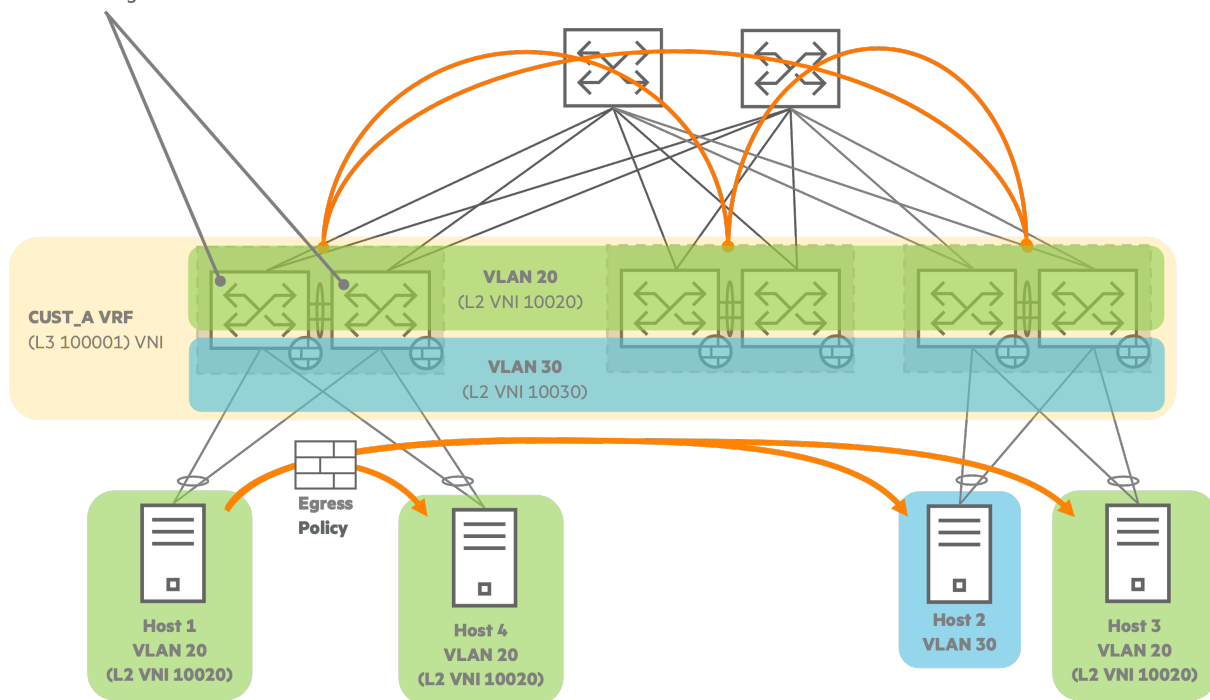 VLAN 20
(L2 VNI 10020)
CUST_A VRF
(L3 100001) VNI
VLAN 30
(L2 VNI 10030)
Egress
Policy
Host 1
VLAN 20
(L2 VNI 10020)
Host 4
VLAN 20
(L2 VNI 10020)
Host 2
VLAN 30
Host 3
VLAN 20
(L2 VNI 10020)